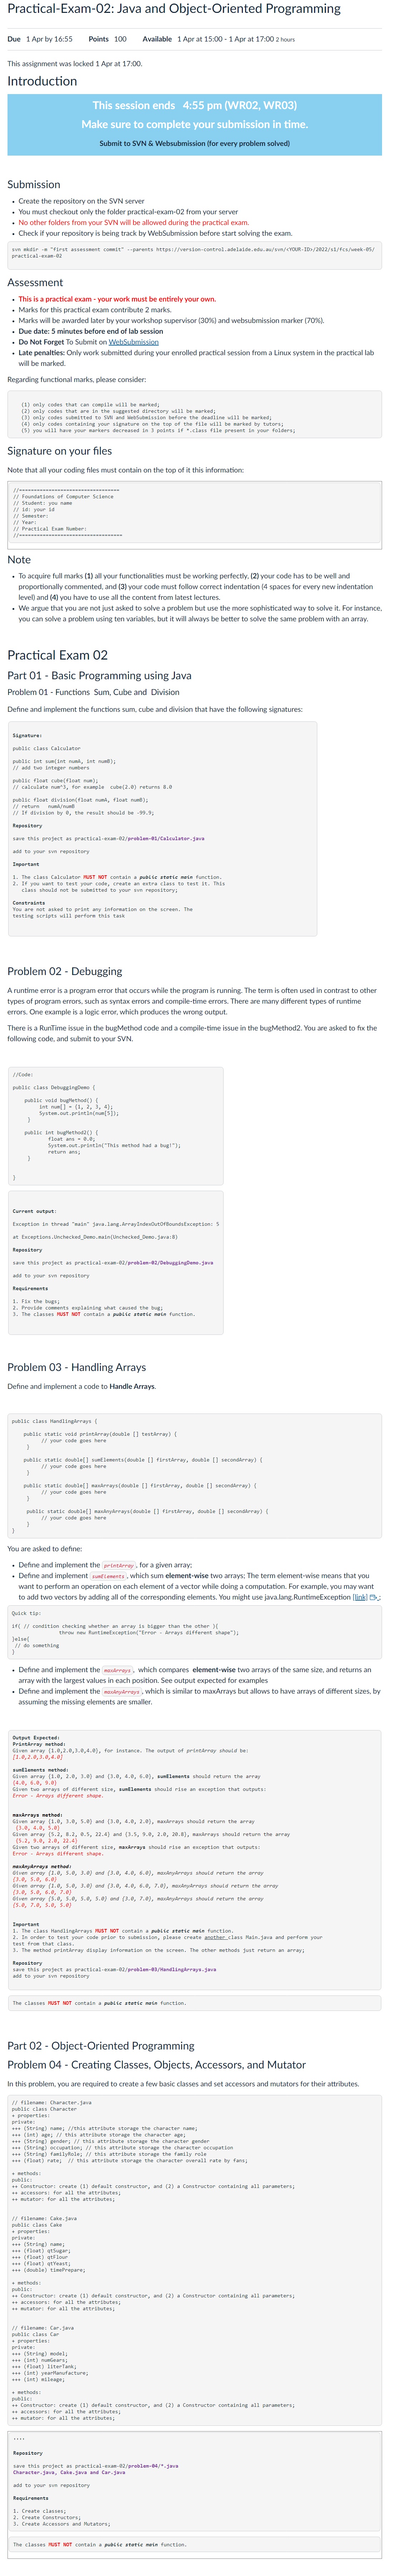 Practical-Exam-02: Java and Object-Oriented Programming
Due 1 Apr by 16:55 Points 100 Available 1 Apr at 15:00 - 1 Apr at 17:00 2 hours
This assignment was locked 1 Apr at 17:00.
Introduction
This session ends 4:55 pm (WR02, WR03)
Make sure to complete your submission in time.
Submit to SVN & Websubmission (for every problem solved)
Submission
• Create the repository on the SVN server
• You must checkout only the folder practical-exam-02 from your server
• No other folders from your SVN will be allowed during the practical exam.
• Check if your repository is being track by WebSubmission before start solving the exam.
svn mkdir -m "first assessment commit" --parents https://version-control.adelaide.edu.au/svn/<YOUR-ID>/2022/s1/fcs/week-05/
practical-exam-02
Assessment
• This is a practical exam - your work must be entirely your own.
• Marks for this practical exam contribute 2 marks.
• Marks will be awarded later by your workshop supervisor (30%) and websubmission marker (70%).
• Due date: 5 minutes before end of lab session
• Do Not Forget To Submit on WebSubmission
• Late penalties: Only work submitted during your enrolled practical session from a Linux system in the practical lab
will be marked.
Regarding functional marks, please consider:
(1) only codes that can compile will be marked;
(2) only codes that are in the suggested directory will be marked;
(3) only codes submitted to SVN and WebSubmission before the deadline will be marked;
(4) only codes containing your signature on the top of the file will be marked by tutors;
(5) you will have your markers decreased in 3 points if *.class file present in your folders;
Signature on your files
Note that all your coding files must contain on the top of it this information:
//==================================
// Foundations of Computer Science
// Student: you name
// id: your id
// Semester:
// Year:
// Practical Exam Number:
//===================================
Note
• To acquire full marks (1) all your functionalities must be working perfectly, (2) your code has to be well and
proportionally commented, and (3) your code must follow correct indentation (4 spaces for every new indentation
level) and (4) you have to use all the content from latest lectures.
• We argue that you are not just asked to solve a problem but use the more sophisticated way to solve it. For instance,
you can solve a problem using ten variables, but it will always be better to solve the same problem with an array.
Practical Exam 02
Part 01 - Basic Programming using Java
Problem 01 - Functions Sum, Cube and Division
Define and implement the functions sum, cube and division that have the following signatures:
Signature:
public class Calculator
public int sum(int numA, int numB);
// add two integer numbers
public float cube(float num);
// calculate num^3, for example cube(2.0) returns 8.0
public float division(float numA, float numB);
// return numA/numB
// If division by 0, the result should be -99.9;
Repository
save this project as practical-exam-02/problem-01/Calculator.java
add to your svn repository
Important
1. The class Calculator MUST NOT contain a public static main function.
2. If you want to test your code, create an extra class to test it. This
class should not be submitted to your svn repository;
Constraints
You are not asked to print any information on the screen. The
testing scripts will perform this task
Problem 02 - Debugging
A runtime error is a program error that occurs while the program is running. The term is often used in contrast to other
types of program errors, such as syntax errors and compile-time errors. There are many different types of runtime
errors. One example is a logic error, which produces the wrong output.
There is a RunTime issue in the bugMethod code and a compile-time issue in the bugMethod2. You are asked to fix the
following code, and submit to your SVN.
//Code:
public class DebuggingDemo {
public void bugMethod() {
int num[] = {1, 2, 3, 4};
System.out.println(num[5]);
}
public int bugMethod2() {
float ans = 0.0;
System.out.println("This method had a bug!");
return ans;
}
}
Current output:
Exception in thread "main" java.lang.ArrayIndexOutOfBoundsException: 5
at Exceptions.Unchecked_Demo.main(Unchecked_Demo.java:8)
Repository
save this project as practical-exam-02/problem-02/DebuggingDemo.java
add to your svn repository
Requirements
1. Fix the bugs;
2. Provide comments explaining what caused the bug;
3. The classes MUST NOT contain a public static main function.
Problem 03 - Handling Arrays
Define and implement a code to Handle Arrays.
public class HandlingArrays {
public static void printArray(double [] testArray) {
// your code goes here
}
public static double[] sumElements(double [] firstArray, double [] secondArray) {
// your code goes here
}
public static double[] maxArrays(double [] firstArray, double [] secondArray) {
// your code goes here
}
public static double[] maxAnyArrays(double [] firstArray, double [] secondArray) {
// your code goes here
}
}
You are asked to define:
• Define and implement the printArray, for a given array;
• Define and implement sumElements, which sum element-wise two arrays; The term element-wise means that you
want to perform an operation on each element of a vector while doing a computation. For example, you may want
to add two vectors by adding all of the corresponding elements. You might use java.lang.RuntimeException [link] :
Quick tip:
if( // condition checking whether an array is bigger than the other ){
throw new RuntimeException("Error - Arrays different shape");
}else{
// do something
}
• Define and implement the maxArrays, which compares element-wise two arrays of the same size, and returns an
array with the largest values in each position. See output expected for examples
• Define and implement the maxAnyArrays, which is similar to maxArrays but allows to have arrays of different sizes, by
assuming the missing elements are smaller.
Output Expected:
PrintArray method:
Given array {1.0,2.0,3.0,4.0}, for instance. The output of printArray should be:
[1.0,2.0,3.0,4.0]
sumElements method:
Given array {1.0, 2.0, 3.0} and {3.0, 4.0, 6.0}, sumElements should return the array
{4.0, 6.0, 9.0}
Given two arrays of different size, sumElements should rise an exception that outputs:
Error - Arrays different shape.
maxArrays method:
Given array {1.0, 3.0, 5.0} and {3.0, 4.0, 2.0}, maxArrays should return the array
{3.0, 4.0, 5.0}
Given array {5.2, 8.2, 0.5, 22.4} and {3.5, 9.0, 2.0, 20.0}, maxArrays should return the array
{5.2, 9.0, 2.0, 22.4}
Given two arrays of different size, maxArrays should rise an exception that outputs:
Error - Arrays different shape.
maxAnyArrays method:
Given array {1.0, 5.0, 3.0} and {3.0, 4.0, 6.0}, maxAnyArrays should return the array
{3.0, 5.0, 6.0}
Given array {1.0, 5.0, 3.0} and {3.0, 4.0, 6.0, 7.0}, maxAnyArrays should return the array
{3.0, 5.0, 6.0, 7.0}
Given array {5.0, 5.0, 5.0, 5.0} and {3.0, 7.0}, maxAnyArrays should return the array
{5.0, 7.0, 5.0, 5.0}
Important
1. The class HandlingArrays MUST NOT contain a public static main function.
2. In order to test your code prior to submission, please create another class Main.java and perform your
test from that class.
3. The method printArray display information on the screen. The other methods just return an array;
Repository
save this project as practical-exam-02/problem-03/HandlingArrays.java
add to your svn repository
The classes MUST NOT contain a public static main function.
Part 02 - Object-Oriented Programming
Problem 04 - Creating Classes, Objects, Accessors, and Mutator
In this problem, you are required to create a few basic classes and set accessors and mutators for their attributes.
// filename: Character.java
public class Character
+ properties:
private:
+++ (String) name; //this attribute storage the character name;
+++ (int) age; // this attribute storage the character age;
+++ (String) gender; // this attribute storage the character gender
+++ (String) occupation; // this attribute storage the character occupation
+++ (String) familyRole; // this attribute storage the family role
+++ (float) rate; // this attribute storage the character overall rate by fans;
+ methods:
public:
++ Constructor: create (1) default constructor, and (2) a Constructor containing all parameters;
++ accessors: for all the attributes;
++ mutator: for all the attributes;
// filename: Cake.java
public class Cake
+ properties:
private:
+++ (String) name;
+++ (float) qtSugar;
+++ (float) qtFlour
+++ (float) qtYeast;
+++ (double) timePrepare;
+ methods:
public:
++ Constructor: create (1) default constructor, and (2) a Constructor containing all parameters;
++ accessors: for all the attributes;
++ mutator: for all the attributes;
// filename: Car.java
public class Car
+ properties:
private:
+++ (String) model;
+++ (int) numGears;
+++ (float) literTank;
+++ (int) yearManufacture;
+++ (int) mileage;
+ methods:
public:
++ Constructor: create (1) default constructor, and (2) a Constructor containing all parameters;
++ accessors: for all the attributes;
++ mutator: for all the attributes;
''''
Repository
save this project as practical-exam-02/problem-04/*.java
Character.java, Cake.java and Car.java
add to your svn repository
Requirements
1. Create classes;
2. Create Constructors;
3. Create Accessors and Mutators;
The classes MUST NOT contain a public static main function.